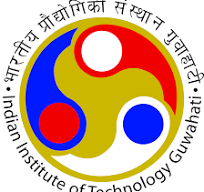 भारतीय प्रौद्योगिकी संस्थान गुवाहाटी
Indian Institute of Technology Guwahati